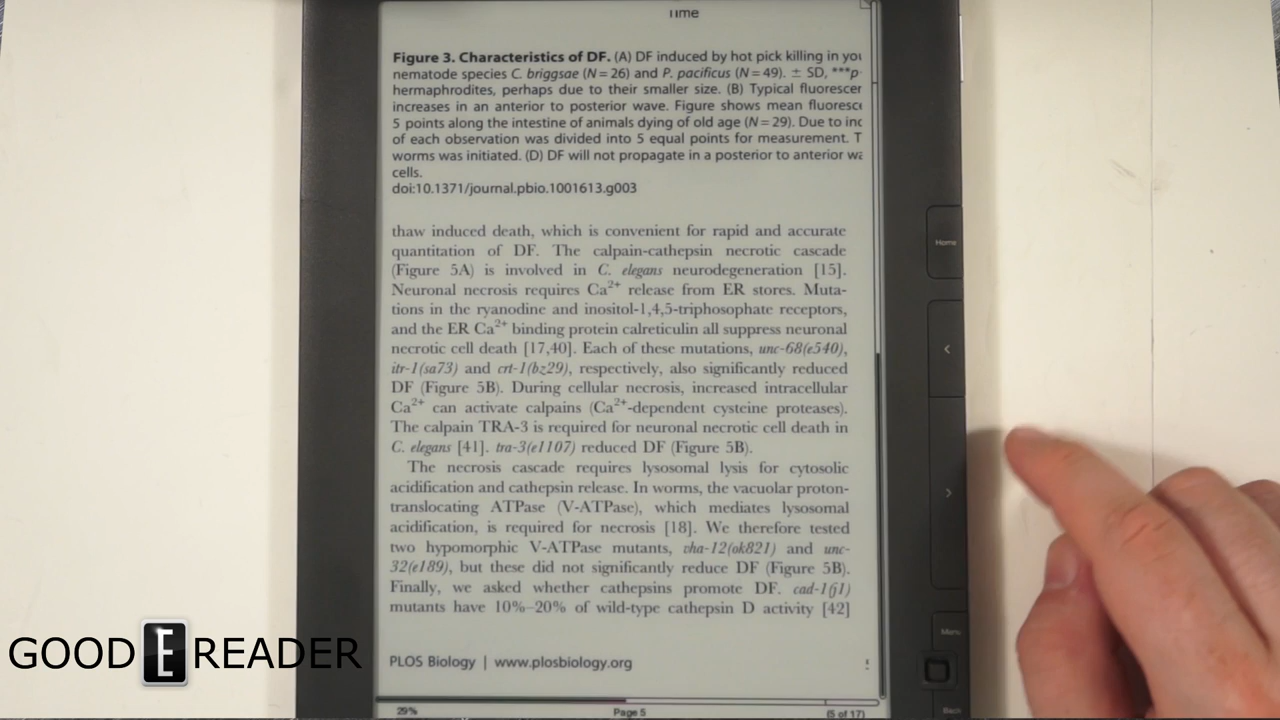 Time
Figure 3. Characteristics of DF. (A) DF induced by hot pick killing in you
nematode species C. briggsae (N = 26) and P. pacificus (N = 49). ± SD, ***p
hermaphrodites, perhaps due to their smaller size. (B) Typical fluorescen
increases in an anterior to posterior wave. Figure shows mean fluoresce
5 points along the intestine of animals dying of old age (N = 29). Due to inc
of each observation was divided into 5 equal points for measurement. T
worms was initiated. (D) DF will not propagate in a posterior to anterior wa
cells.
doi:10.1371/journal.pbio.1001613.g003
thaw induced death, which is convenient for rapid and accurate
quantitation of DF. The calpain-cathepsin necrotic cascade
(Figure 5A) is involved in C. elegans neurodegeneration [15].
Neuronal necrosis requires Ca2+ release from ER stores. Muta-
tions in the ryanodine and inositol-1,4,5-triphosophate receptors,
and the ER Ca2+ binding protein calreticulin all suppress neuronal
necrotic cell death [17,40]. Each of these mutations, unc-68(e540),
itr-1(sa73) and crt-1(bz29), respectively, also significantly reduced
DF (Figure 5B). During cellular necrosis, increased intracellular
Ca2+ can activate calpains (Ca2+-dependent cysteine proteases).
The calpain TRA-3 is required for neuronal necrotic cell death in
C. elegans [41]. tra-3(e1107) reduced DF (Figure 5B).
The necrosis cascade requires lysosomal lysis for cytosolic
acidification and cathepsin release. In worms, the vacuolar proton-
translocating ATPase (V-ATPase), which mediates lysosomal
acidification, is required for necrosis [18]. We therefore tested
two hypomorphic V-ATPase mutants, vha-12(ok821) and unc-
32(e189), but these did not significantly reduce DF (Figure 5B).
Finally, we asked whether cathepsins promote DF. cad-1(j1)
mutants have 10%–20% of wild-type cathepsin D activity [42]
PLOS Biology | www.plosbiology.org
29% Page 5 (5 of 17)
Home
<
>
Menu
Back
GOOD E READER